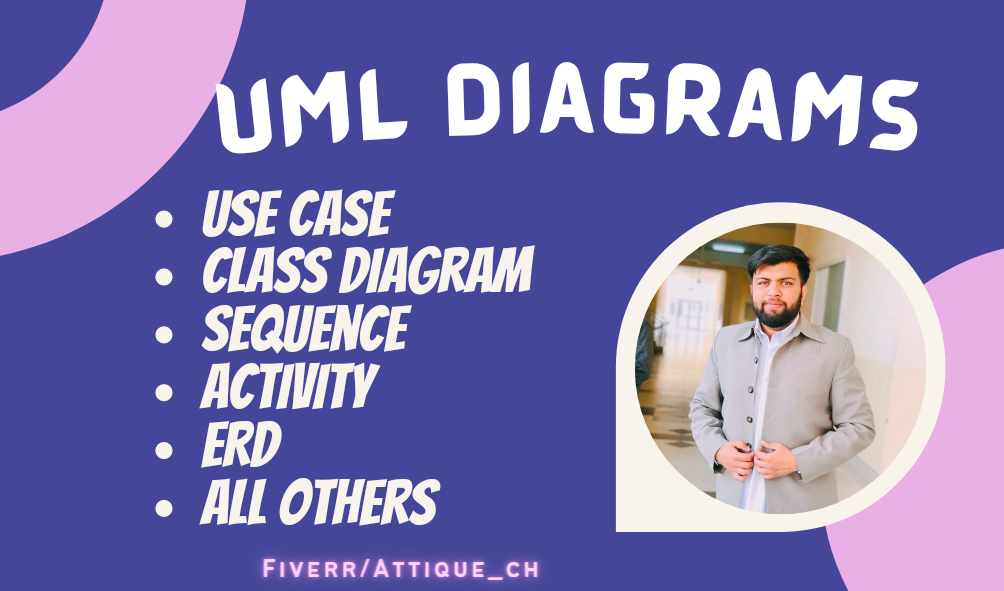 UML DIAGRAMS
USE CASE
CLASS DIAGRAM
SEQUENCE
ACTIVITY
ERD
ALL OTHERS
FIVERR/ATTIQUE_CH